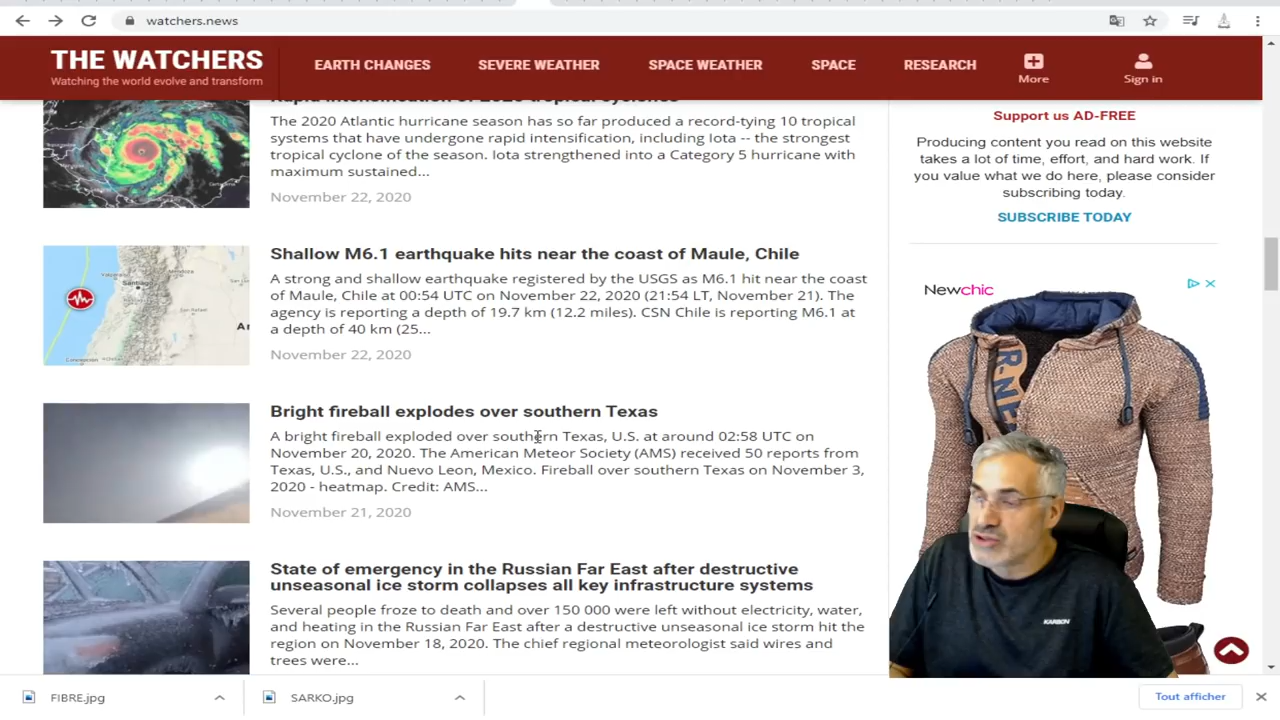 watchers.news
THE WATCHERS
Watching the world evolve and transform
EARTH CHANGES
SEVERE WEATHER
SPACE WEATHER
SPACE
RESEARCH
More
Sign in
Rapid intensification of 2020 tropical cyclones
The 2020 Atlantic hurricane season has so far produced a record-tying 10 tropical
systems that have undergone rapid intensification, including Iota -- the strongest
tropical cyclone of the season. Iota strengthened into a Category 5 hurricane with
maximum sustained...
November 22, 2020
Shallow M6.1 earthquake hits near the coast of Maule, Chile
A strong and shallow earthquake registered by the USGS as M6.1 hit near the coast
of Maule, Chile at 00:54 UTC on November 22, 2020 (21:54 LT, November 21). The
agency is reporting a depth of 19.7 km (12.2 miles). CSN Chile is reporting M6.1 at
a depth of 40 km (25...
November 22, 2020
Santiago
Bright fireball explodes over southern Texas
A bright fireball exploded over southern Texas, U.S. at around 02:58 UTC on
November 20, 2020. The American Meteor Society (AMS) received 50 reports from
Texas, U.S., and Nuevo Leon, Mexico. Fireball over southern Texas on November 3,
2020 - heatmap. Credit: AMS...
November 21, 2020
State of emergency in the Russian Far East after destructive
unseasonal ice storm collapses all key infrastructure systems
Several people froze to death and over 150 000 were left without electricity, water,
and heating in the Russian Far East after a destructive unseasonal ice storm hit the
region on November 18, 2020. The chief regional meteorologist said wires and
trees were...
Support us AD-FREE
Producing content you read on this website
takes a lot of time, effort, and hard work. If
you value what we do here, please consider
subscribing today.
SUBSCRIBE TODAY
Newchic
KARBON
FIBRE.jpg
SARKO.jpg
Tout afficher